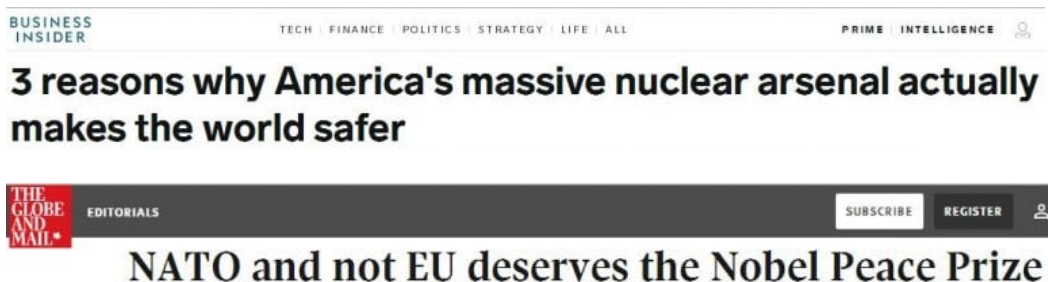 BUSINESS
INSIDER
TECH | FINANCE | POLITICS | STRATEGY | LIFE | ALL
PRIME | INTELLIGENCE
3 reasons why America's massive nuclear arsenal actually
makes the world safer
THE
GLOBE
AND
MAIL
EDITORIALS
SUBSCRIBE
REGISTER
NATO and not EU deserves the Nobel Peace Prize